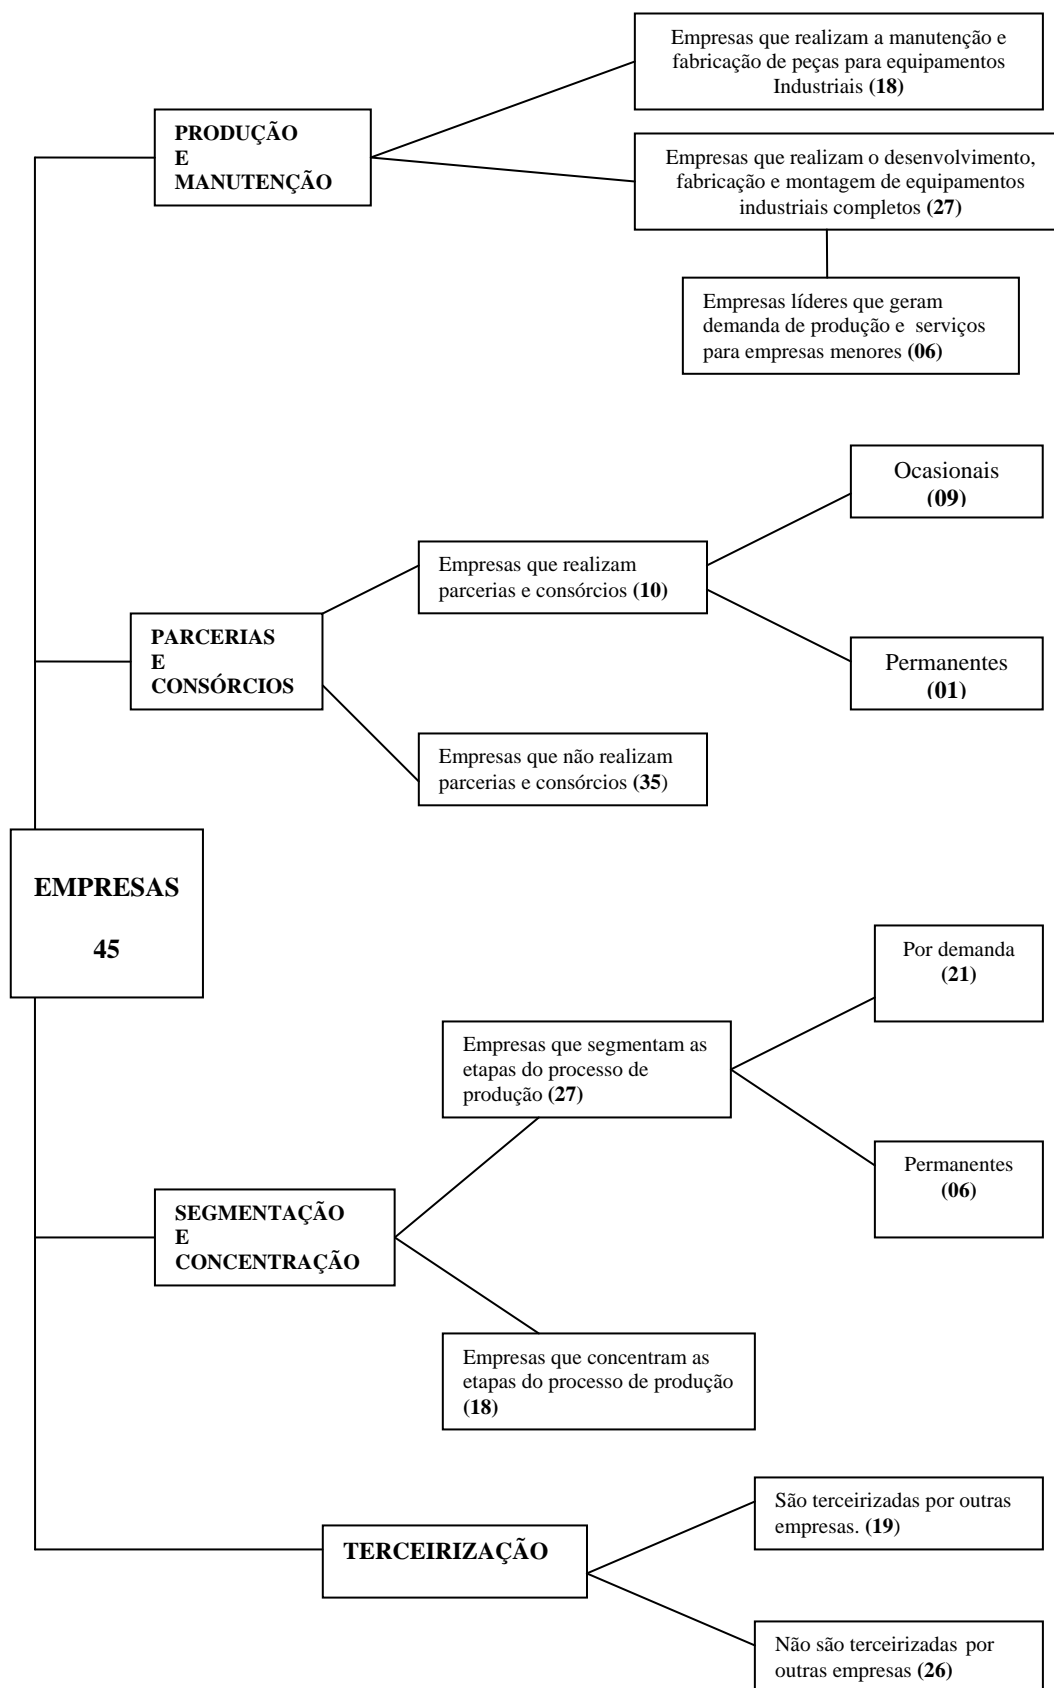 Empresas que realizam a manutenção e
fabricação de peças para equipamentos
Industriais (18)
PRODUÇÃO
E
MANUTENÇÃO
Empresas que realizam o desenvolvimento,
fabricação e montagem de equipamentos
industriais completos (27)
Empresas líderes que geram
demanda de produção e serviços
para empresas menores (06)
Ocasionais
(09)
Empresas que realizam
parcerias e consórcios (10)
PARCERIAS
E
CONSÓRCIOS
Permanentes
(01)
Empresas que não realizam
parcerias e consórcios (35)
EMPRESAS
45
Por demanda
(21)
Empresas que segmentam as
etapas do processo de
produção (27)
Permanentes
(06)
SEGMENTAÇÃO
E
CONCENTRAÇÃO
Empresas que concentram as
etapas do processo de produção
(18)
São terceirizadas por outras
empresas. (19)
TERCEIRIZAÇÃO
Não são terceirizadas por
outras empresas (26)